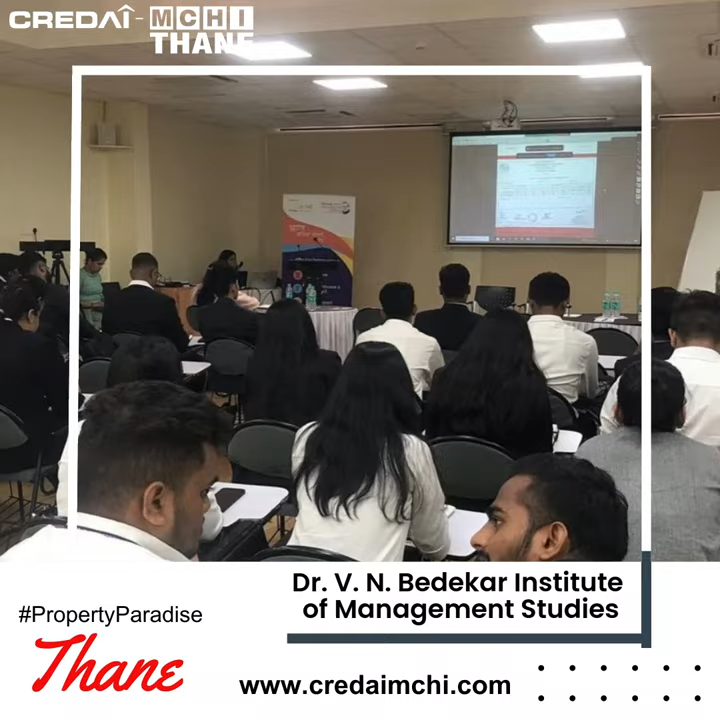 CREDAI - MCHI
THANE
Dr. V. N. Bedekar Institute
of Management Studies
#PropertyParadise
Thane
www.credaimchi.com